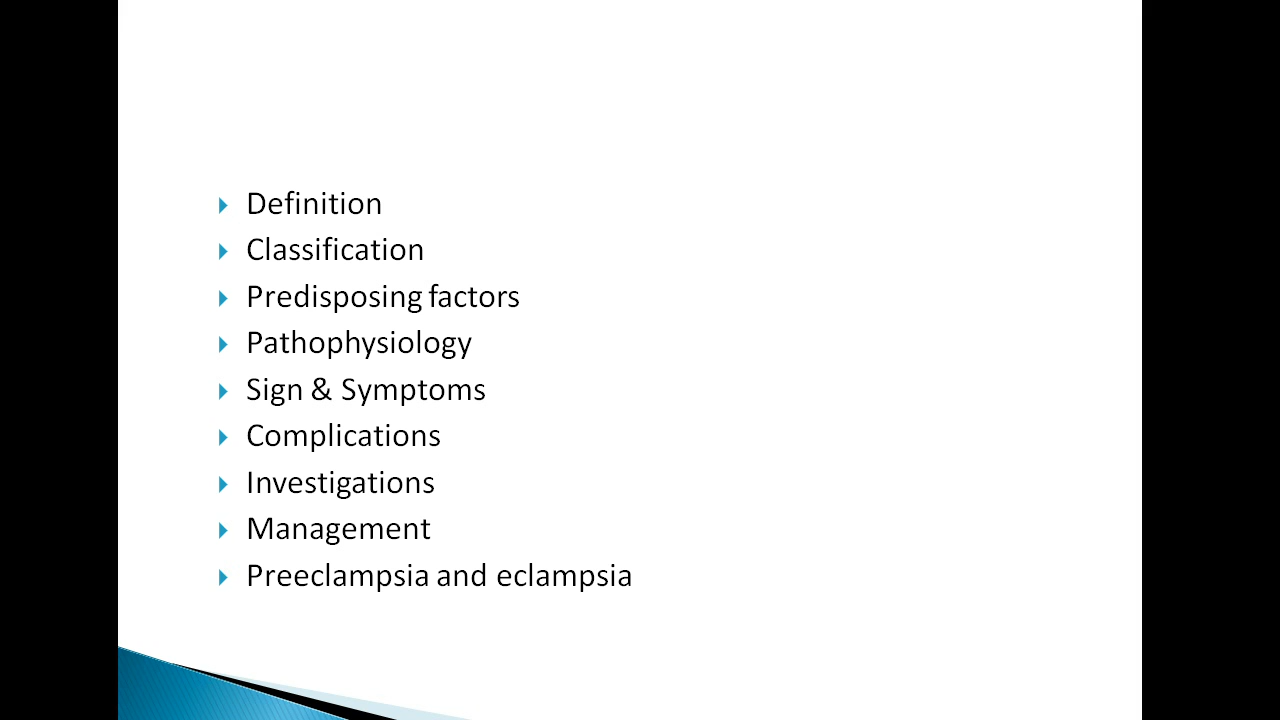 Definition
Classification
Predisposing factors
Pathophysiology
Sign & Symptoms
Complications
Investigations
Management
Preeclampsia and eclampsia